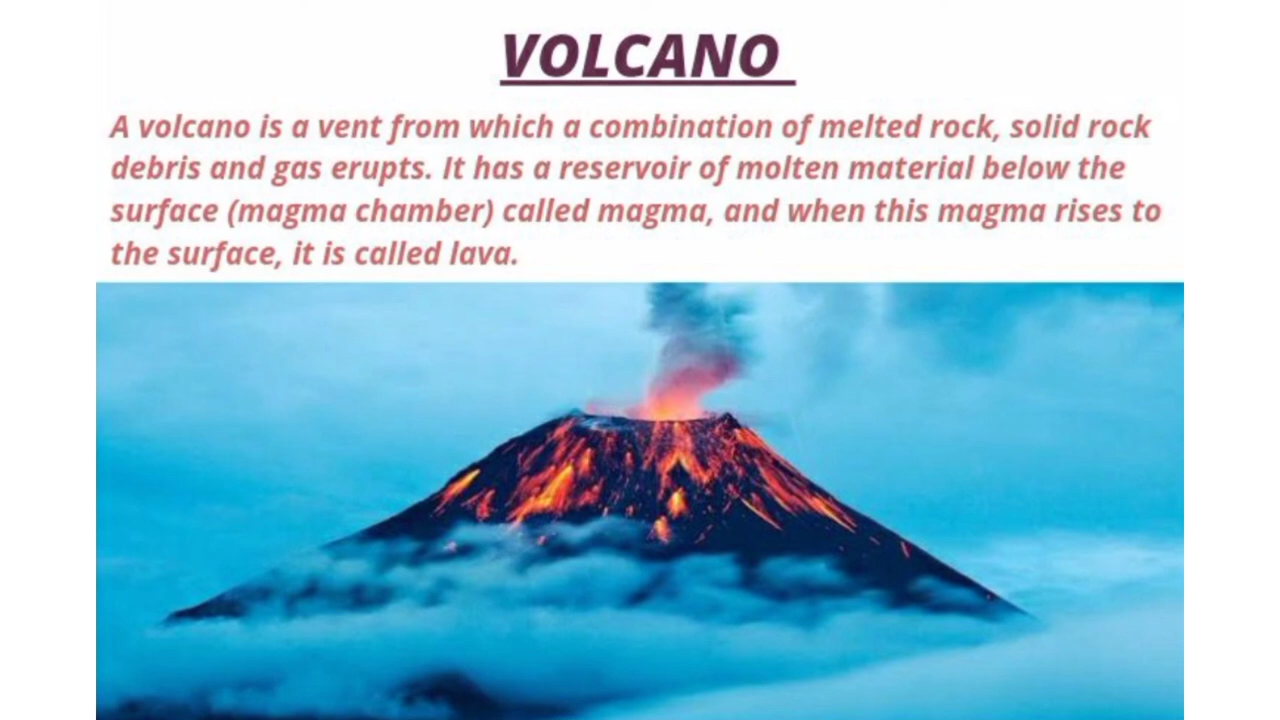 VOLCANO
A volcano is a vent from which a combination of melted rock, solid rock
debris and gas erupts. It has a reservoir of molten material below the
surface (magma chamber) called magma, and when this magma rises to
the surface, it is called lava.